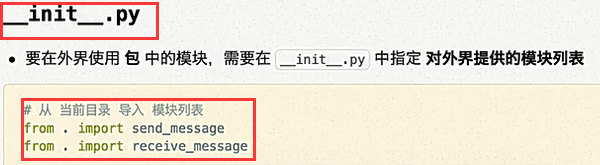 __init__.py
• 要在外界使用 包 中的模块，需要在 __init__.py 中指定 对外界提供的模块列表
# 从 当前目录 导入 模块列表
from . import send_message
from . import receive_message